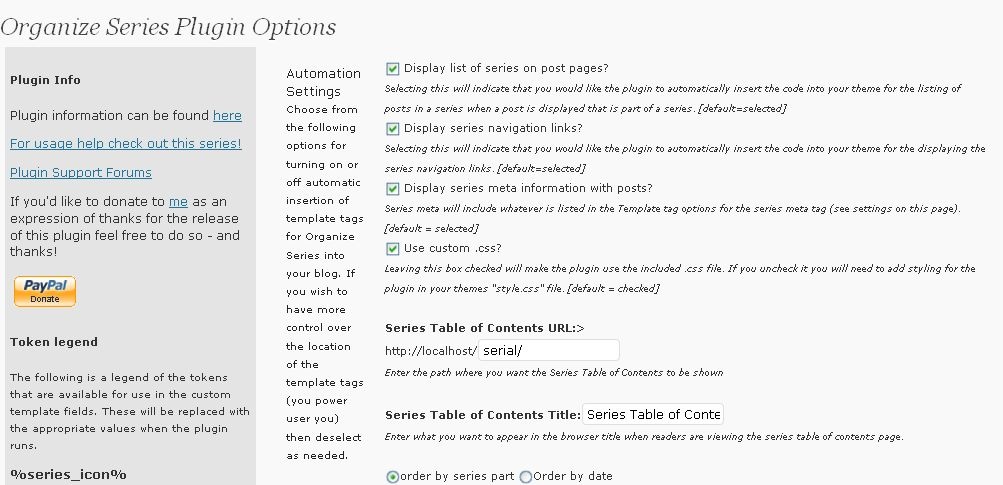 Organize Series Plugin Options
Plugin Info
Plugin information can be found here
For usage help check out this series!
Plugin Support Forums
If you'd like to donate to me as an
expression of thanks for the release
of this plugin feel free to do so - and
thanks!
PayPal
Donate
Token legend
The following is a legend of the tokens
that are available for use in the custom
template fields. These will be replaced with
the appropriate values when the plugin
runs.
%series_icon%
Automation
Settings
Choose from
the following
options for
turning on or
off automatic
insertion of
template tags
for Organize
Series into
your blog. If
you wish to
have more
control over
the location
of the
template tags
(you power
user you)
then deselect
as needed.
Display list of series on post pages?
Selecting this will indicate that you would like the plugin to automatically insert the code into your theme for the listing of
posts in a series when a post is displayed that is part of a series. [default=selected]
Display series navigation links?
Selecting this will indicate that you would like the plugin to automatically insert the code into your theme for the displaying the
series navigation links. [default=selected]
Display series meta information with posts?
Series meta will include whatever is listed in the Template tag options for the series meta tag (see settings on this page).
[default = selected]
Use custom .css?
Leaving this box checked will make the plugin use the included .css file. If you uncheck it you will need to add styling for the
plugin in your themes "style.css" file. [default = checked]
Series Table of Contents URL:>
http://localhost/ serial/
Enter the path where you want the Series Table of Contents to be shown
Series Table of Contents Title: Series Table of Conte
Enter what you want to appear in the browser title when readers are viewing the series table of contents page.
order by series part Order by date